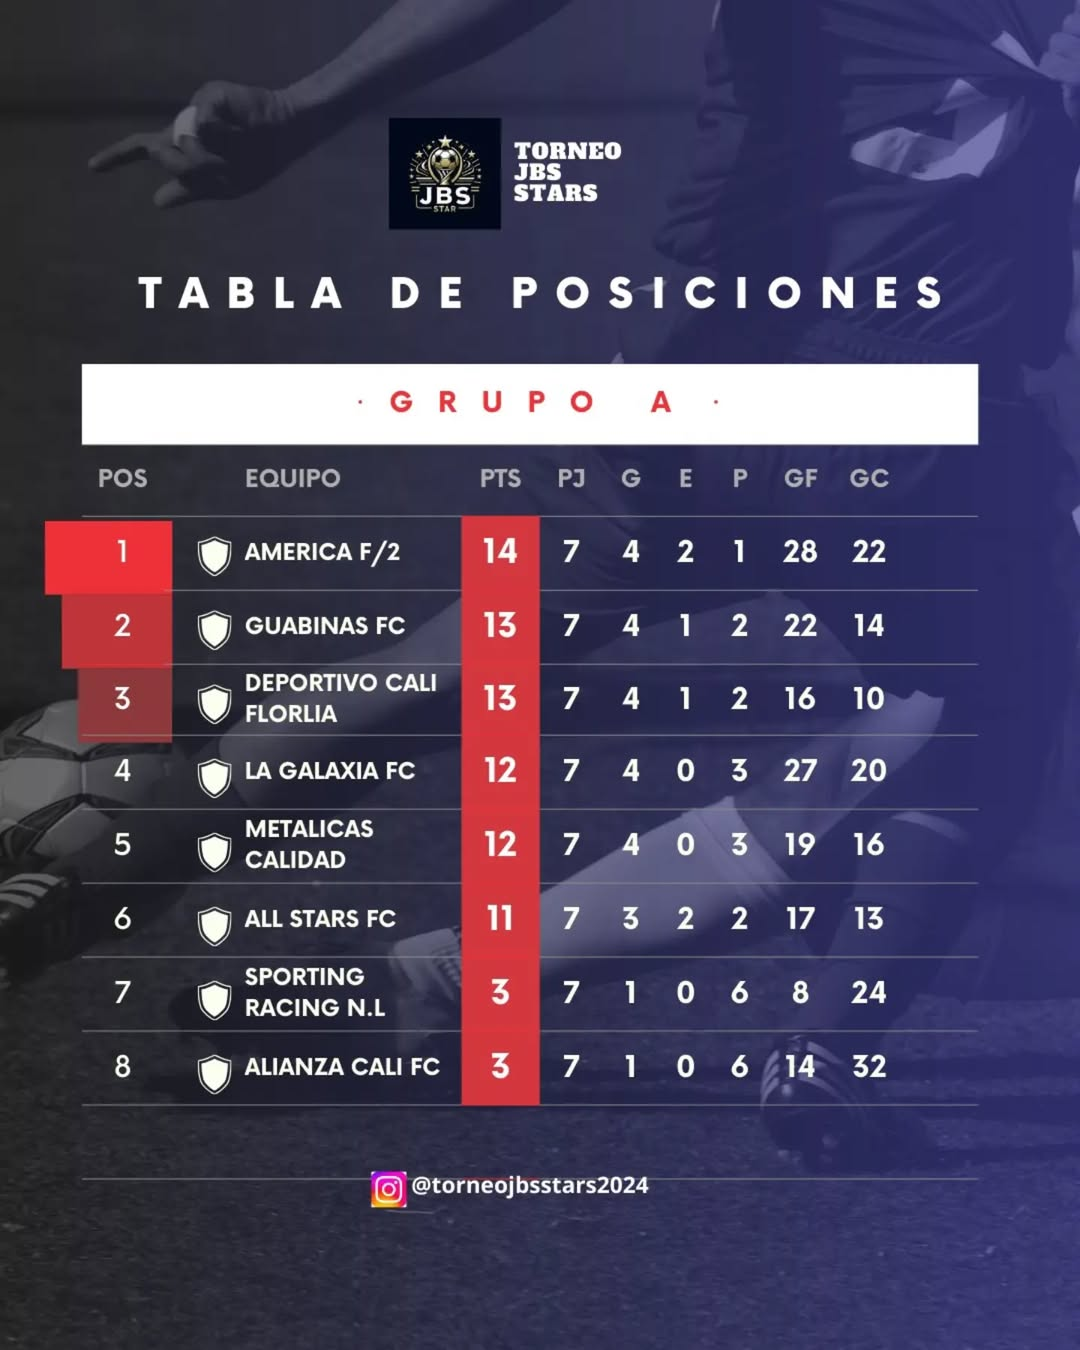 JBS
STAR
TORNEO
JBS
STARS
TABLA DE POSICIONES
· GRUPO A ·
POS EQUIPO PTS PJ G E P GF GC
1 AMERICA F/2 14 7 4 2 1 28 22
2 GUABINAS FC 13 7 4 1 2 22 14
3 DEPORTIVO CALI FLORLIA 13 7 4 1 2 16 10
4 LA GALAXIA FC 12 7 4 0 3 27 20
5 METALICAS CALIDAD 12 7 4 0 3 19 16
6 ALL STARS FC 11 7 3 2 2 17 13
7 SPORTING RACING N.L 3 7 1 0 6 8 24
8 ALIANZA CALI FC 3 7 1 0 6 14 32
@torneojbsstars2024